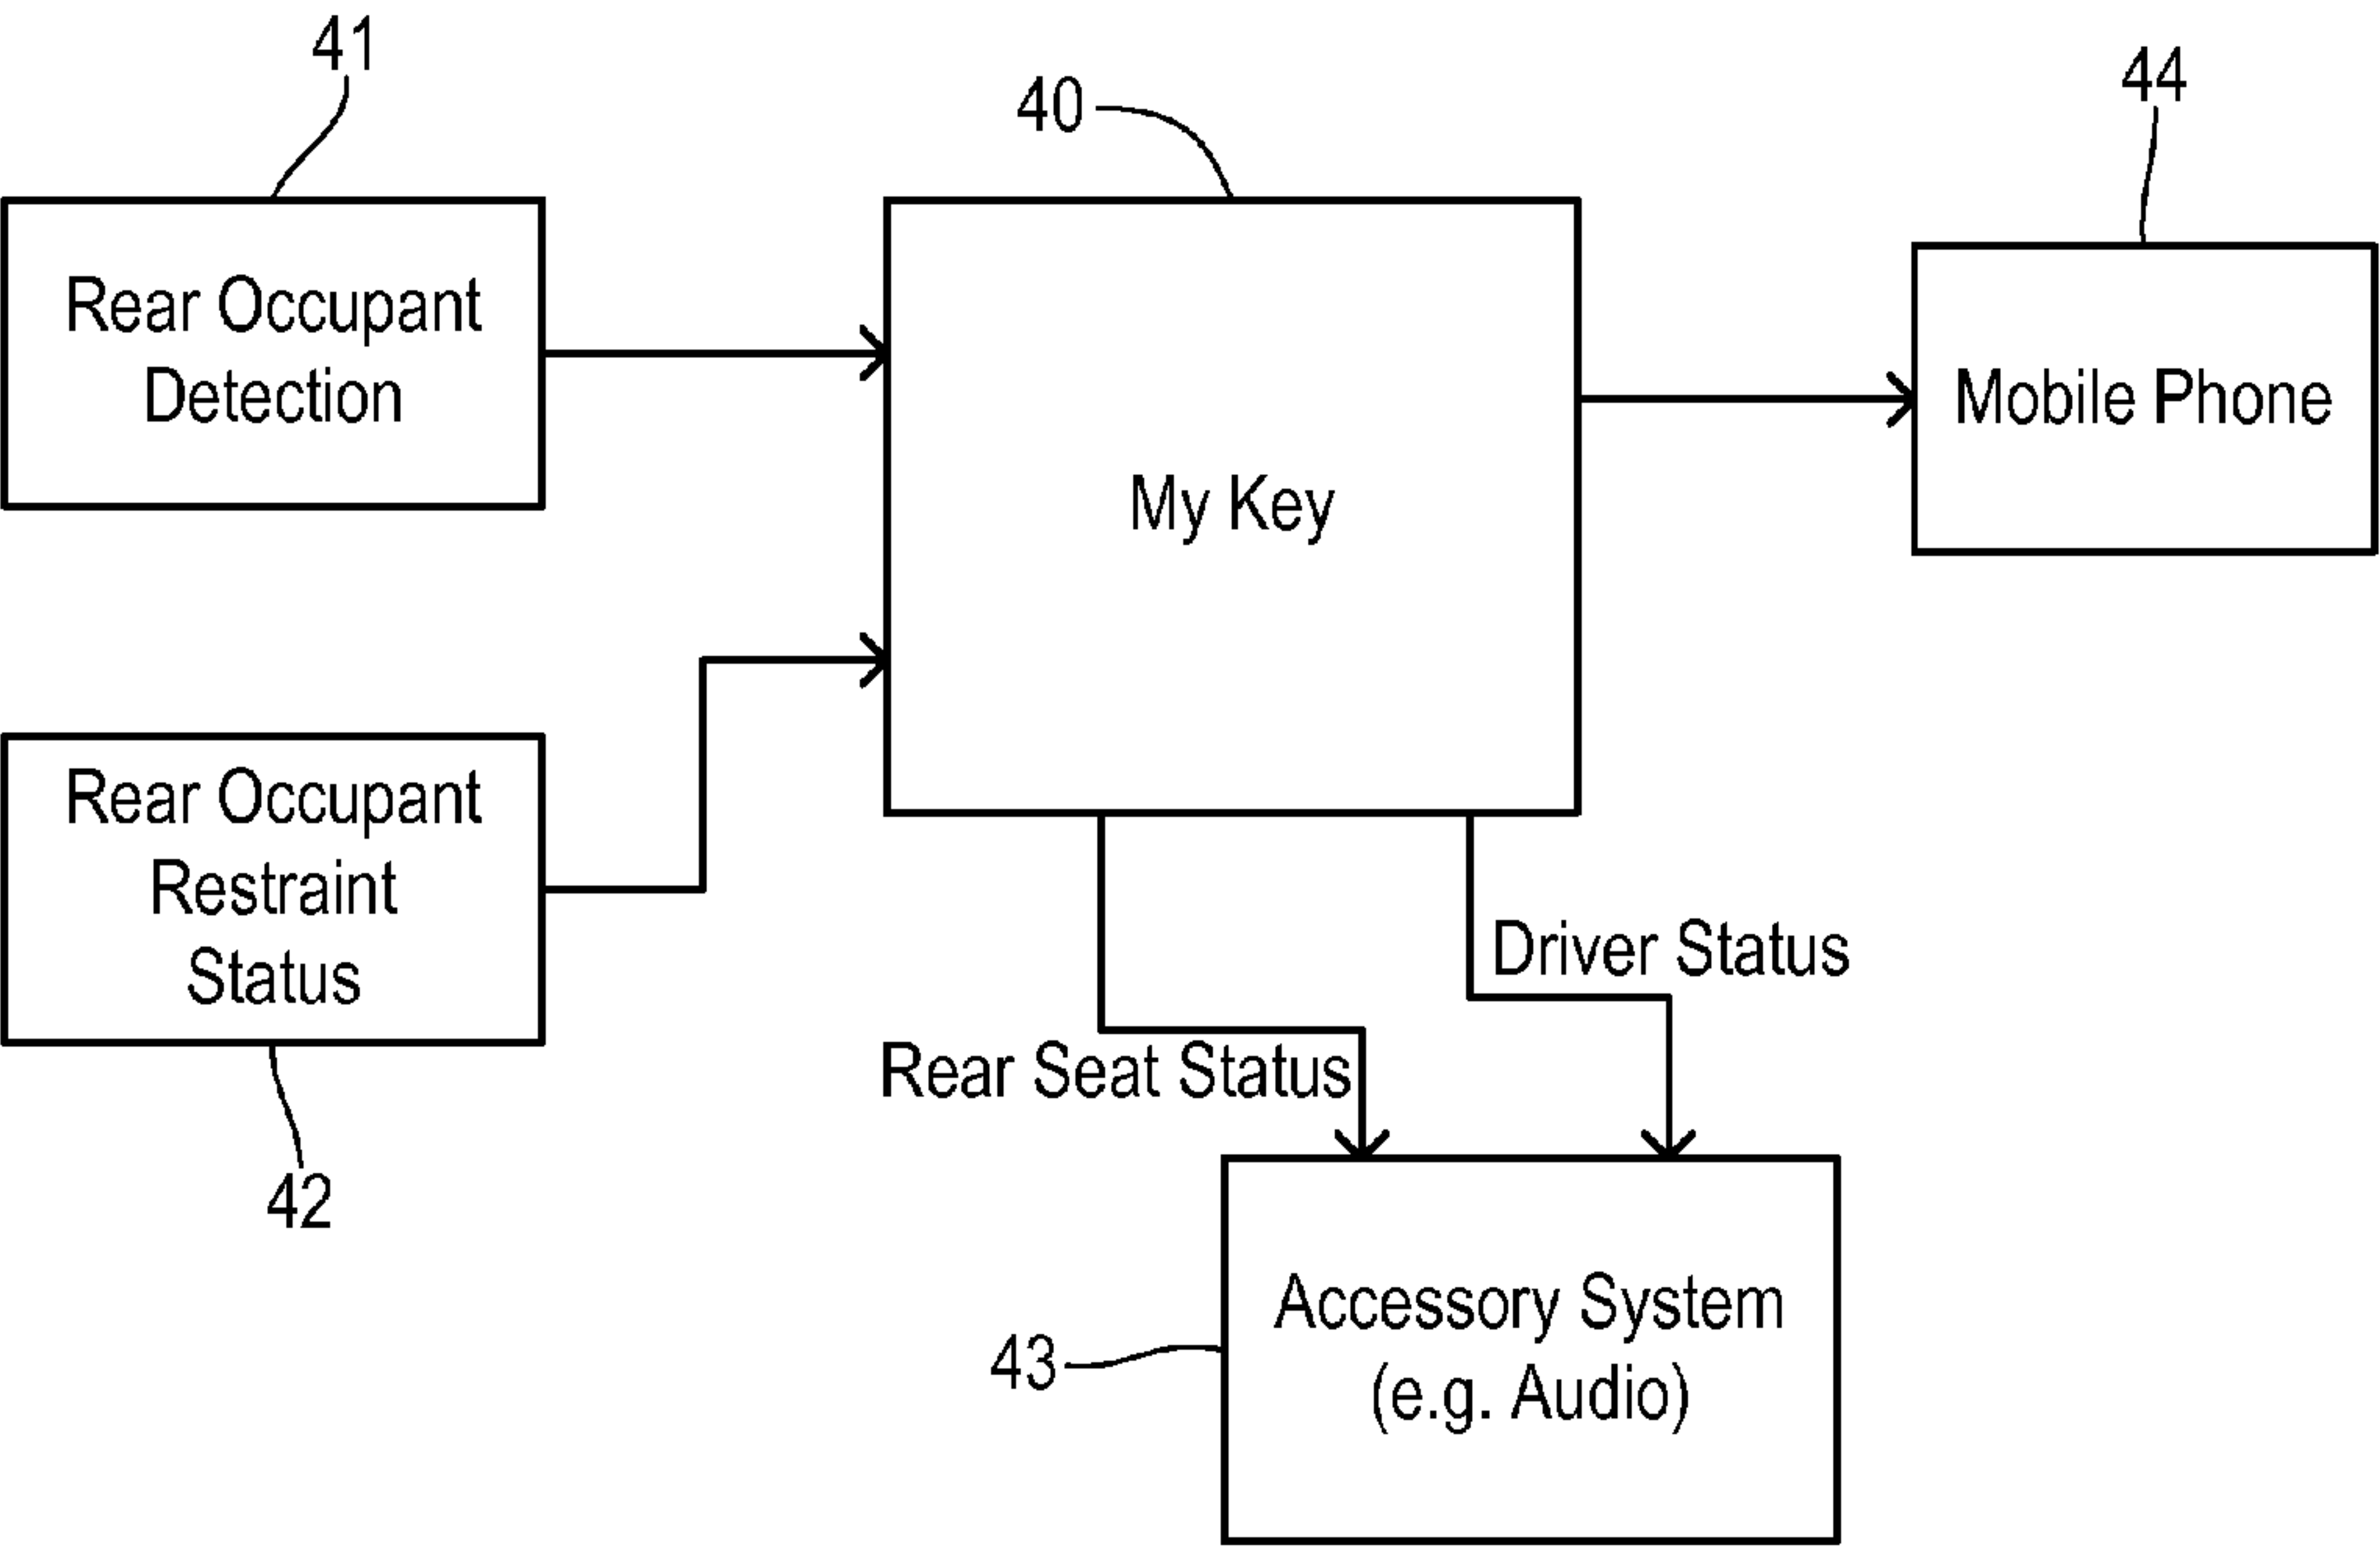 41
40
44
Rear Occupant
Detection
My Key
Mobile Phone
Rear Occupant
Restraint
Status
42
Driver Status
Rear Seat Status
43
Accessory System
(e.g. Audio)